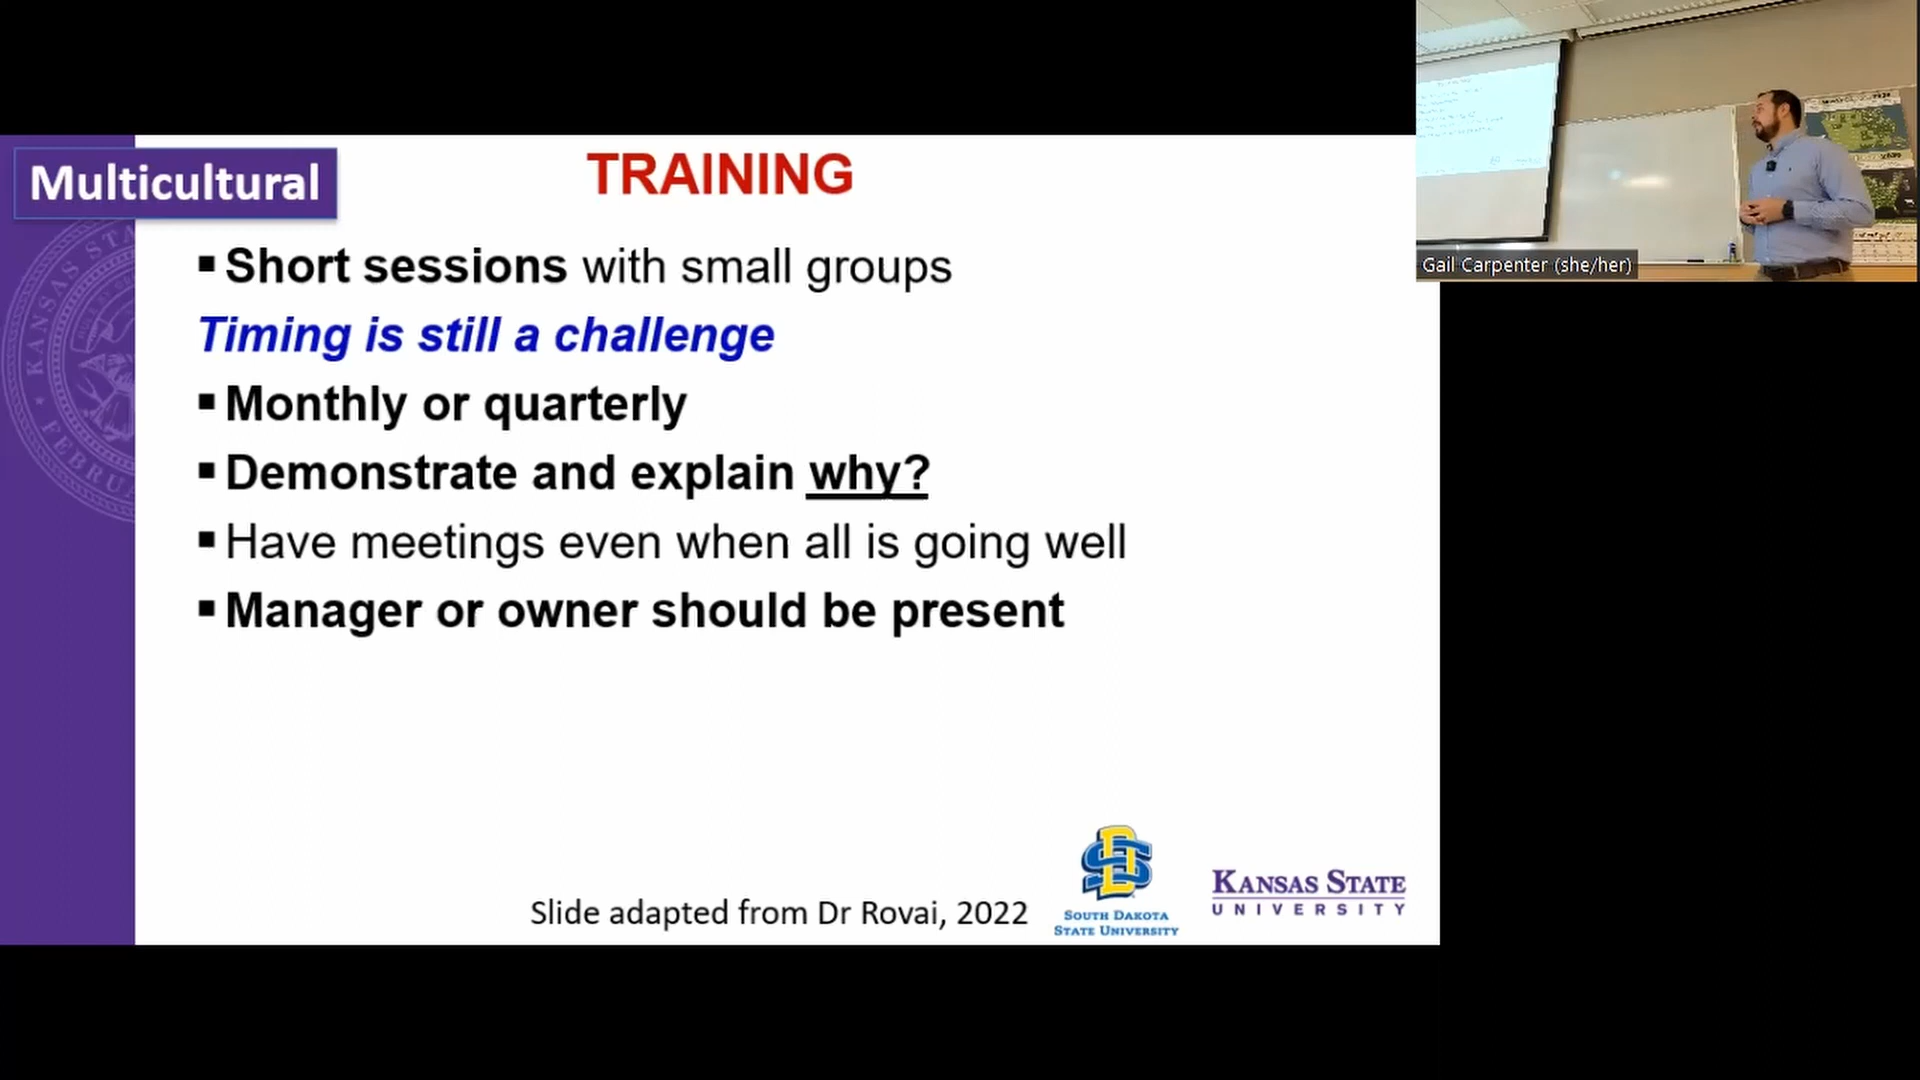 Multicultural
TRAINING
▪ Short sessions with small groups
Timing is still a challenge
▪ Monthly or quarterly
▪ Demonstrate and explain why?
▪ Have meetings even when all is going well
▪ Manager or owner should be present
Slide adapted from Dr Rovai, 2022
SOUTH DAKOTA
STATE UNIVERSITY
KANSAS STATE
UNIVERSITY
Gail Carpenter (she/her)